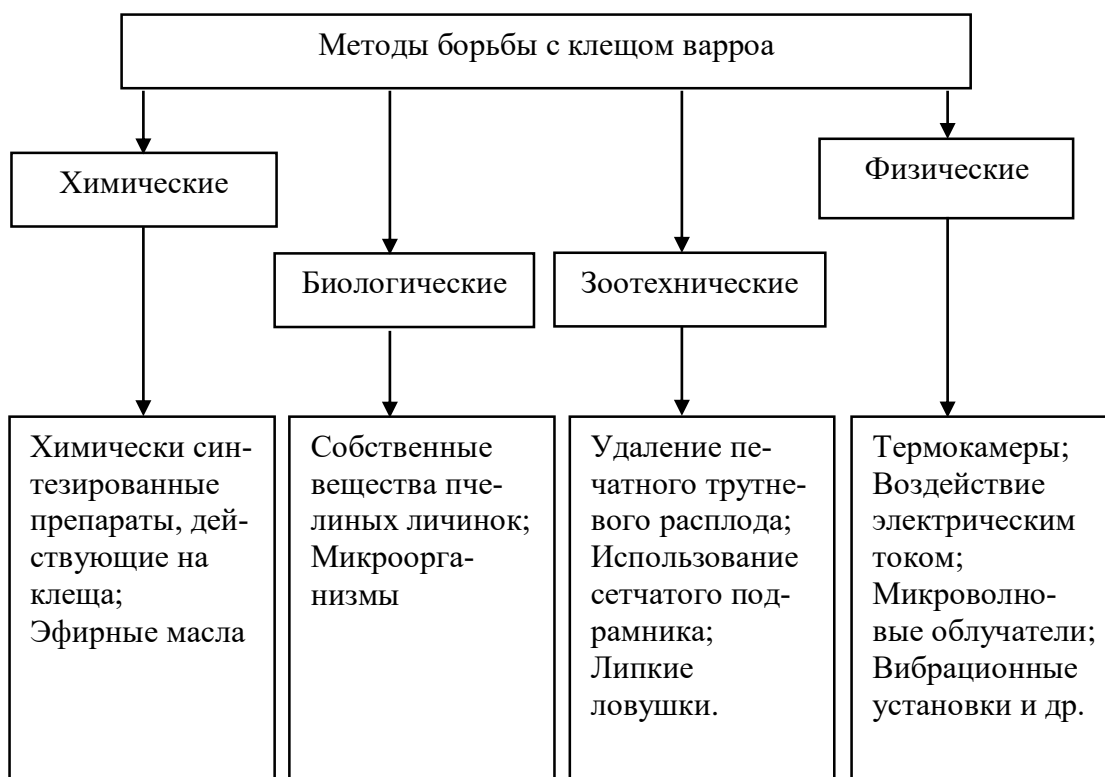 Методы борьбы с клещом варроа
Химические
Физические
Биологические
Зоотехнические
Химически син-
тезированные
препараты, дей-
ствующие на
клеща;
Эфирные масла
Собственные
вещества пче-
линых личинок;
Микроорга-
низмы
Удаление пе-
чатного трутне-
вого расплода;
Использование
сетчатого под-
рамника;
Липкие
ловушки.
Термокамеры;
Воздействие
электрическим
током;
Микроволно-
вые облучатели;
Вибрационные
установки и др.